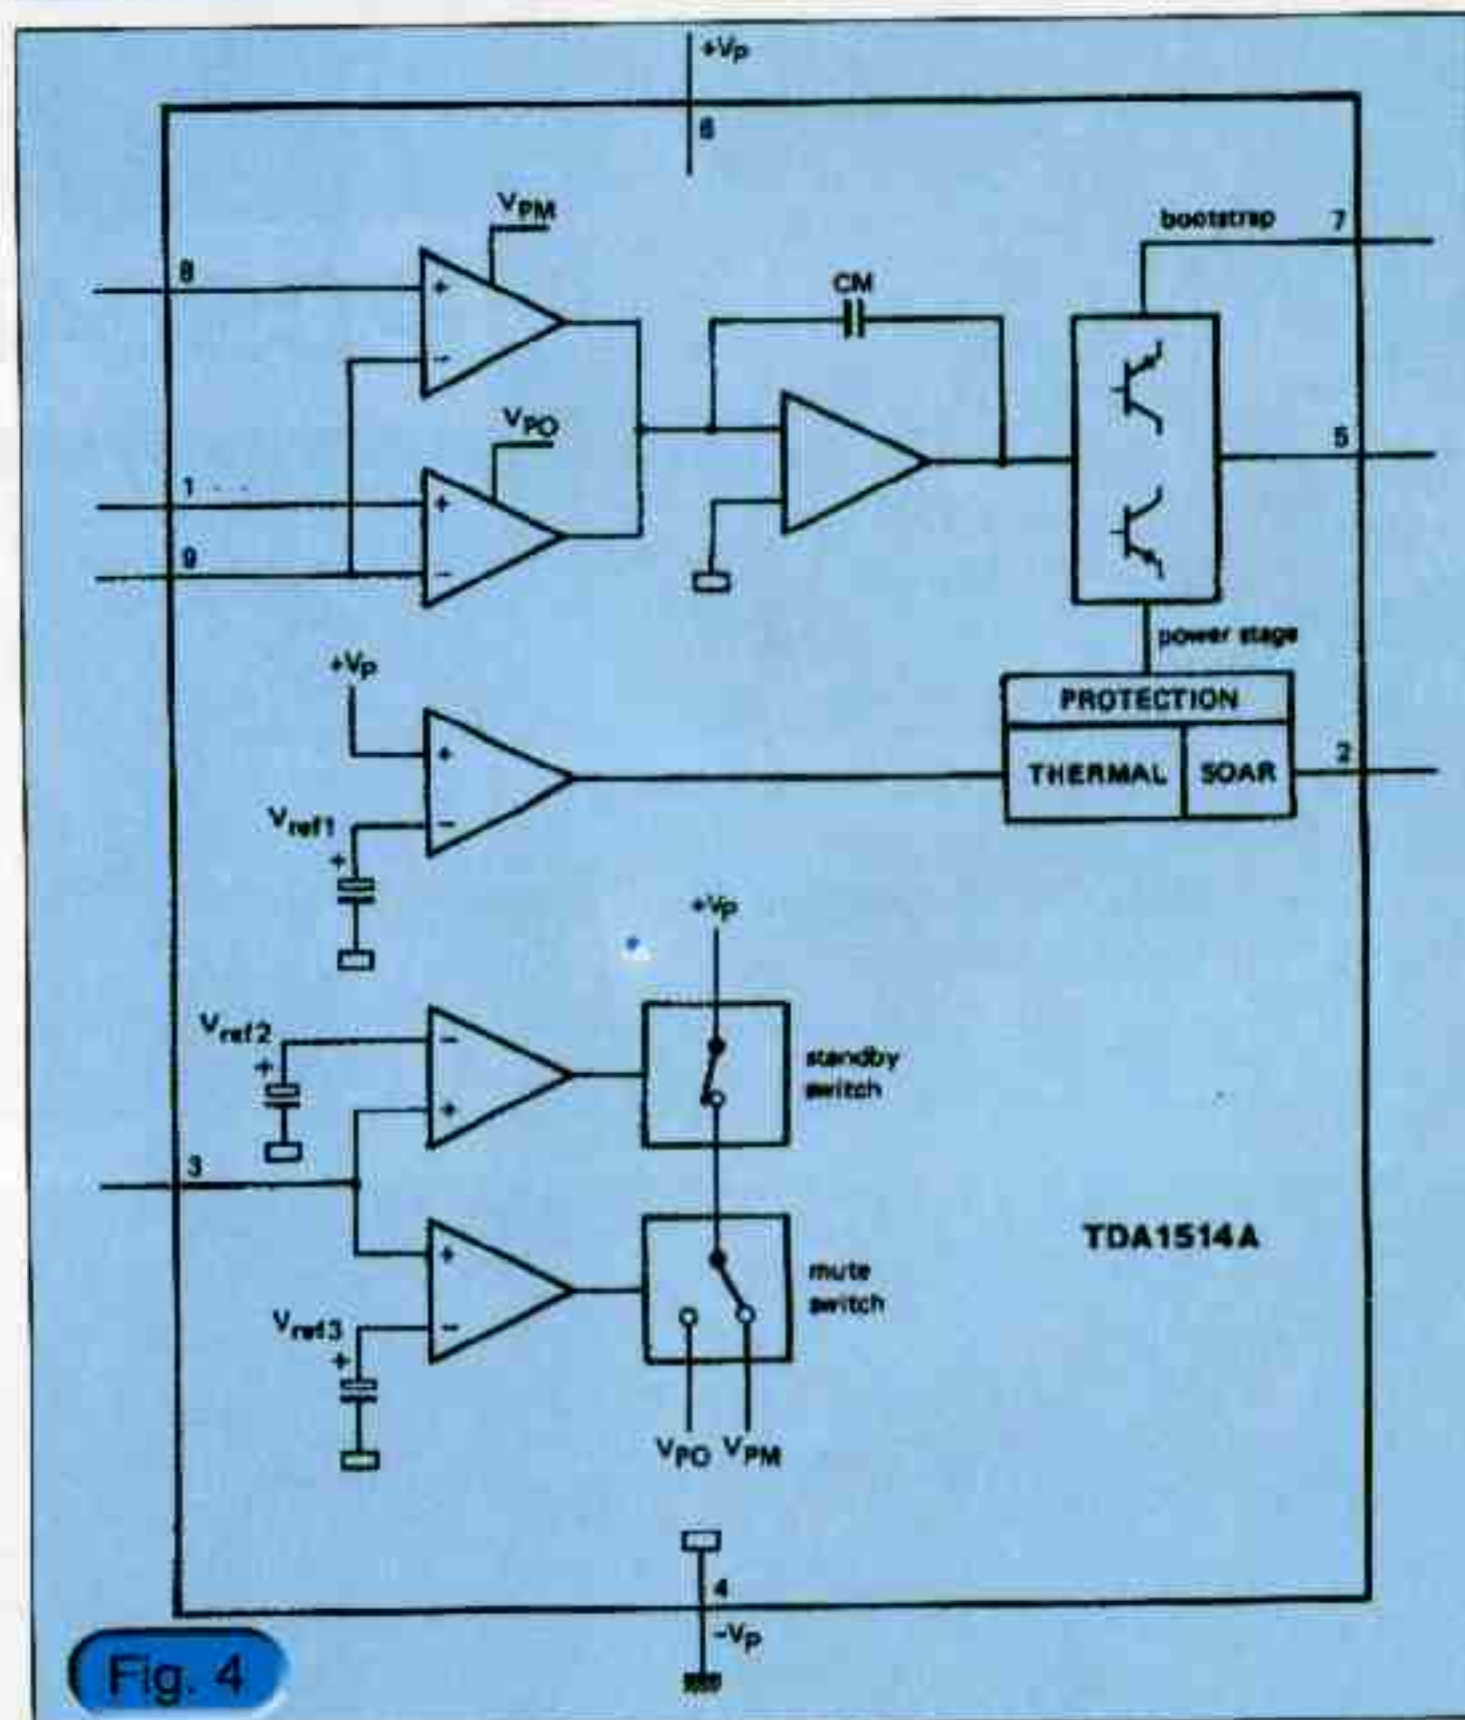 +Vp
6
VPM
bootstrap 7
8
+
CM
−
VPO
5
1
+
9
−
power stage
+Vp
PROTECTION
+
THERMAL SOAR 2
Vref1
−
+
+Vp
Vref2
−
+
standby
switch
+
3
TDA1514A
+
mute
switch
Vref3
−
+
VPO VPM
4
−Vp
Fig. 4